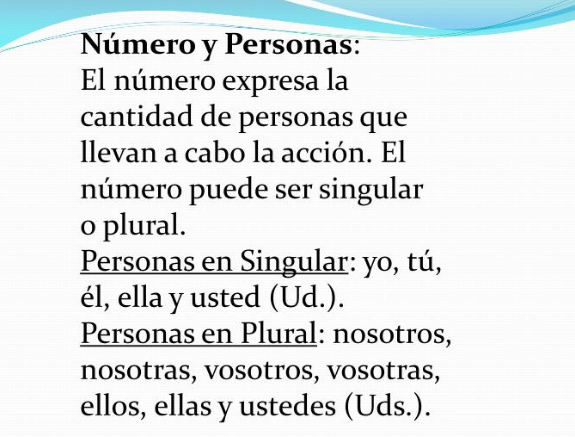 Número y Personas:
El número expresa la
cantidad de personas que
llevan a cabo la acción. El
número puede ser singular
o plural.
Personas en Singular: yo, tú,
él, ella y usted (Ud.).
Personas en Plural: nosotros,
nosotras, vosotros, vosotras,
ellos, ellas y ustedes (Uds.).